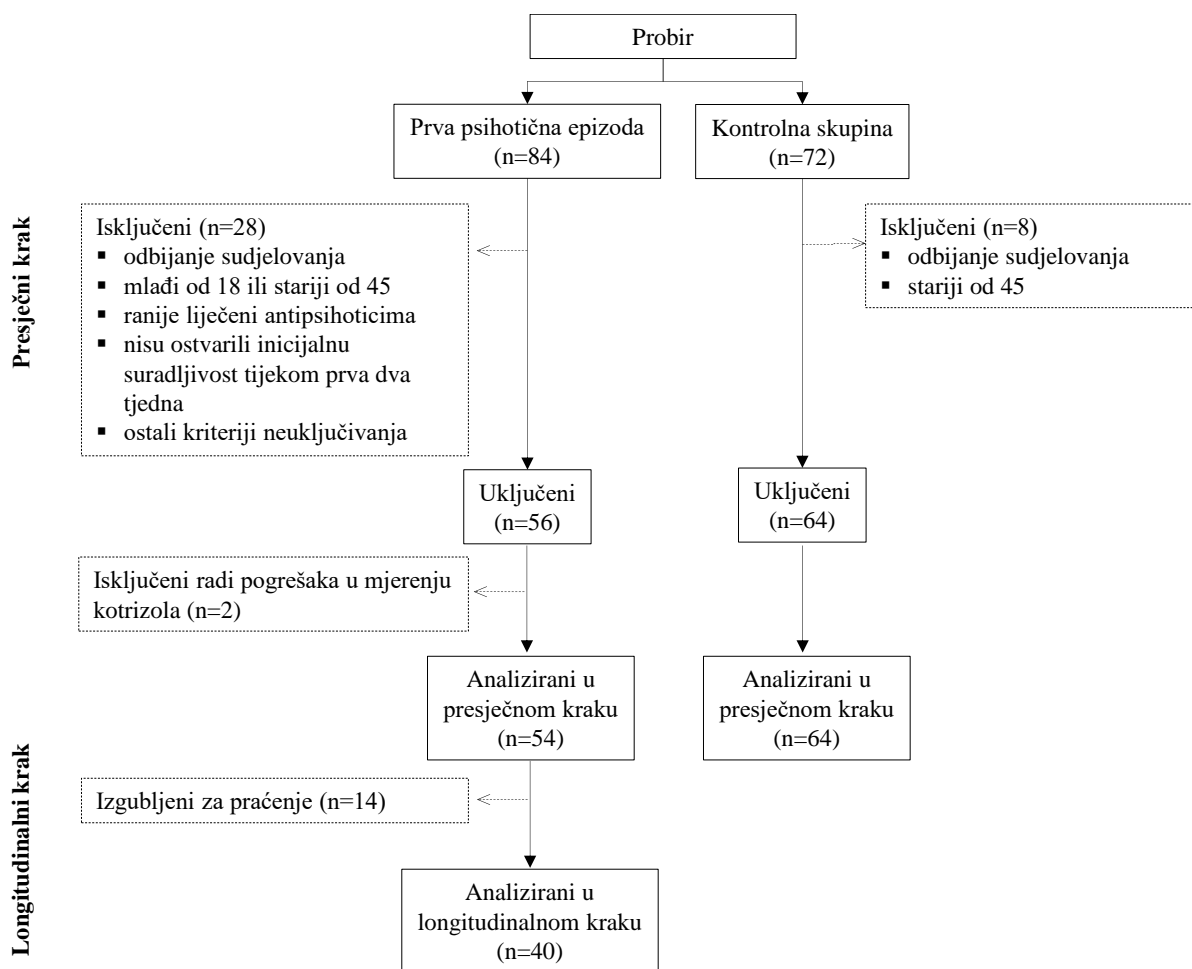 Probir
Prva psihotična epizoda
(n=84)
Kontrolna skupina
(n=72)
Presječni krak
Isključeni (n=28)
▪ odbijanje sudjelovanja
▪ mlađi od 18 ili stariji od 45
▪ ranije liječeni antipsihoticima
▪ nisu ostvarili inicijalnu
suradljivost tijekom prva dva
tjedna
▪ ostali kriteriji neuključivanja
Isključeni (n=8)
▪ odbijanje sudjelovanja
▪ stariji od 45
Uključeni
(n=56)
Uključeni
(n=64)
Isključeni radi pogrešaka u mjerenju
kotrizola (n=2)
Analizirani u
presječnom kraku
(n=54)
Analizirani u
presječnom kraku
(n=64)
Longitudinalni krak
Izgubljeni za praćenje (n=14)
Analizirani u
longitudinalnom kraku
(n=40)